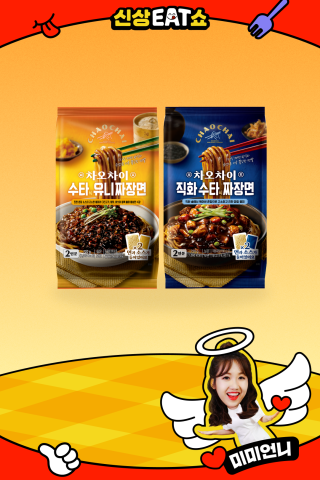 신상EAT쇼
CHAOCHAI
차오차이
수타 유니짜장면
2인분
CHAOCHAI
차오차이
직화 수타 짜장면
2인분
미미언니